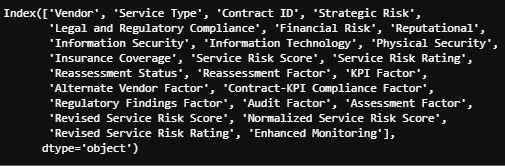 Index(['Vendor', 'Service Type', 'Contract ID', 'Strategic Risk',
'Legal and Regulatory Compliance', 'Financial Risk', 'Reputational',
'Information Security', 'Information Technology', 'Physical Security',
'Insurance Coverage', 'Service Risk Score', 'Service Risk Rating',
'Reassessment Status', 'Reassessment Factor', 'KPI Factor',
'Alternate Vendor Factor', 'Contract-KPI Compliance Factor',
'Regulatory Findings Factor', 'Audit Factor', 'Assessment Factor',
'Revised Service Risk Score', 'Normalized Service Risk Score',
'Revised Service Risk Rating', 'Enhanced Monitoring'],
dtype='object')